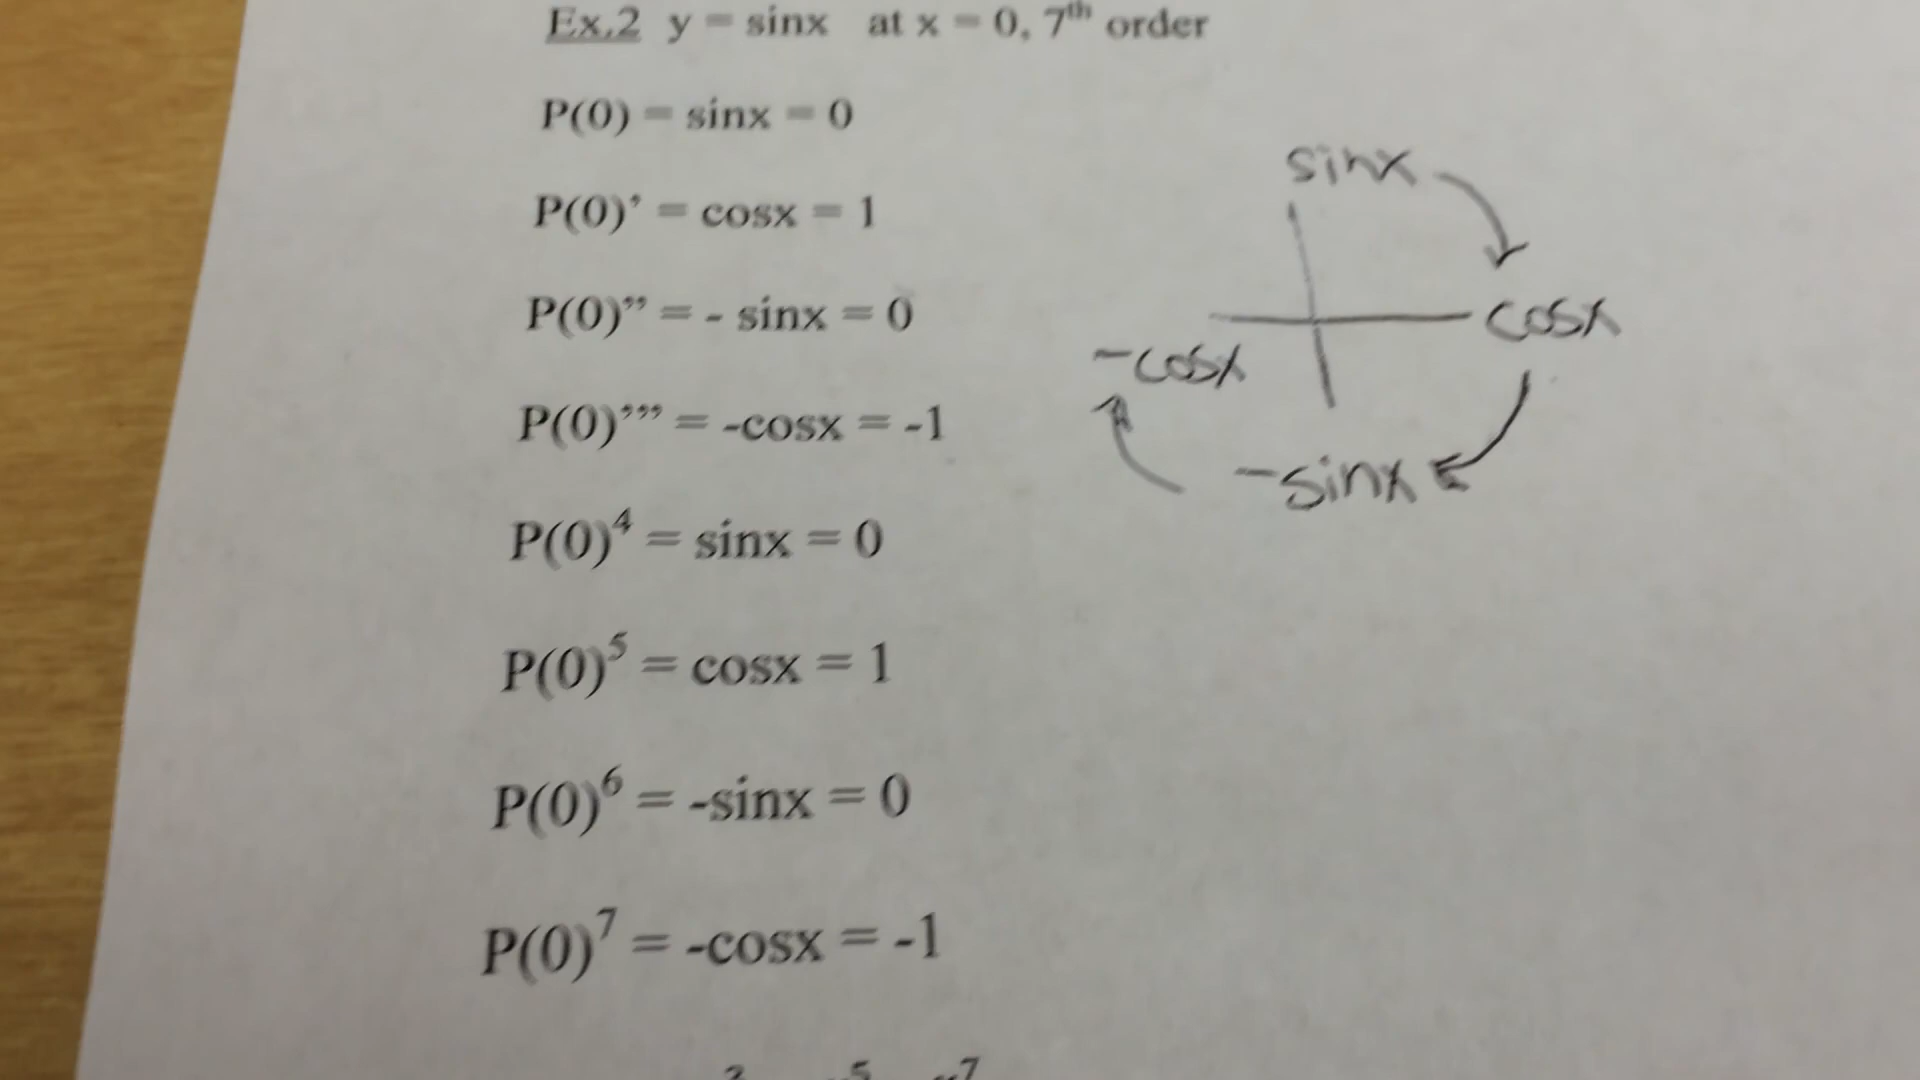 Ex.2 y = sinx at x = 0, 7th order
P(0) = sinx = 0
P(0)’ = cosx = 1
P(0)” = - sinx = 0
P(0)’” = -cosx = -1
P(0)⁴ = sinx = 0
P(0)⁵ = cosx = 1
P(0)⁶ = -sinx = 0
P(0)⁷ = -cosx = -1
sinx
cosx
-sinx
-cosx